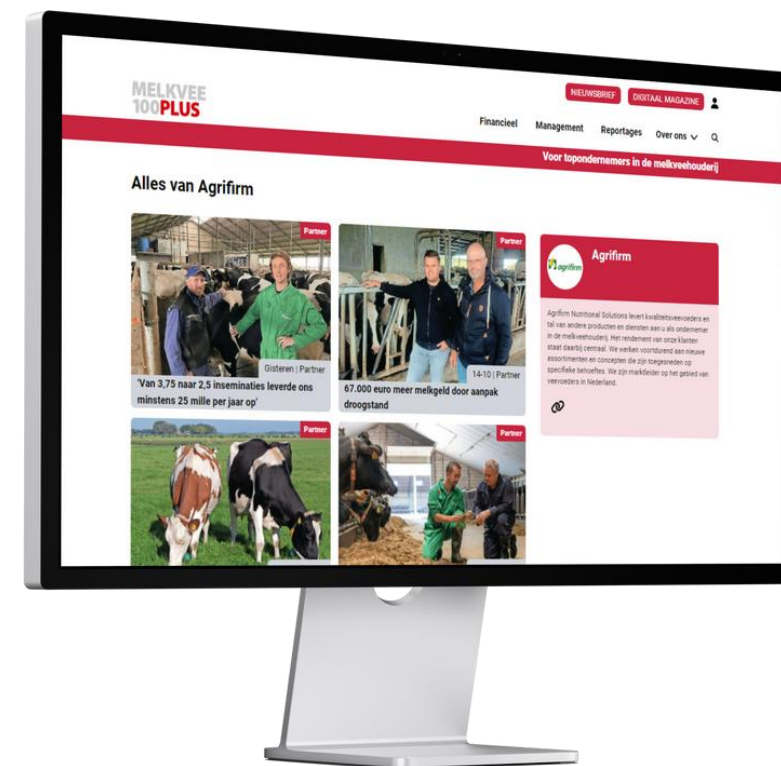 MELKVEE
100PLUS
NIEUWSBRIEF
DIGITAAL MAGAZINE
Financieel
Management
Reportages
Over ons
Voor topondernemers in de melkveehouderij
Alles van Agrifirm
Partner
Gisteren | Partner
'Van 3,75 naar 2,5 inseminaties leverde ons
minstens 25 mille per jaar op'
Partner
14-10 | Partner
67.000 euro meer melkgeld door aanpak
droogstand
agrifirm
Agrifirm
Agrifirm Nutritional Solutions levert kwaliteitsveevoeders en
tal van andere producten en diensten aan u als ondernemer
in de melkveehouderij. Het rendement van onze klanten
staat daarbij centraal. We werken voortdurend aan nieuwe
assortimenten en concepten die zijn toegesneden op
specifieke behoeftes. We zijn marktleider op het gebied van
veevoeders in Nederland.
Partner
Partner